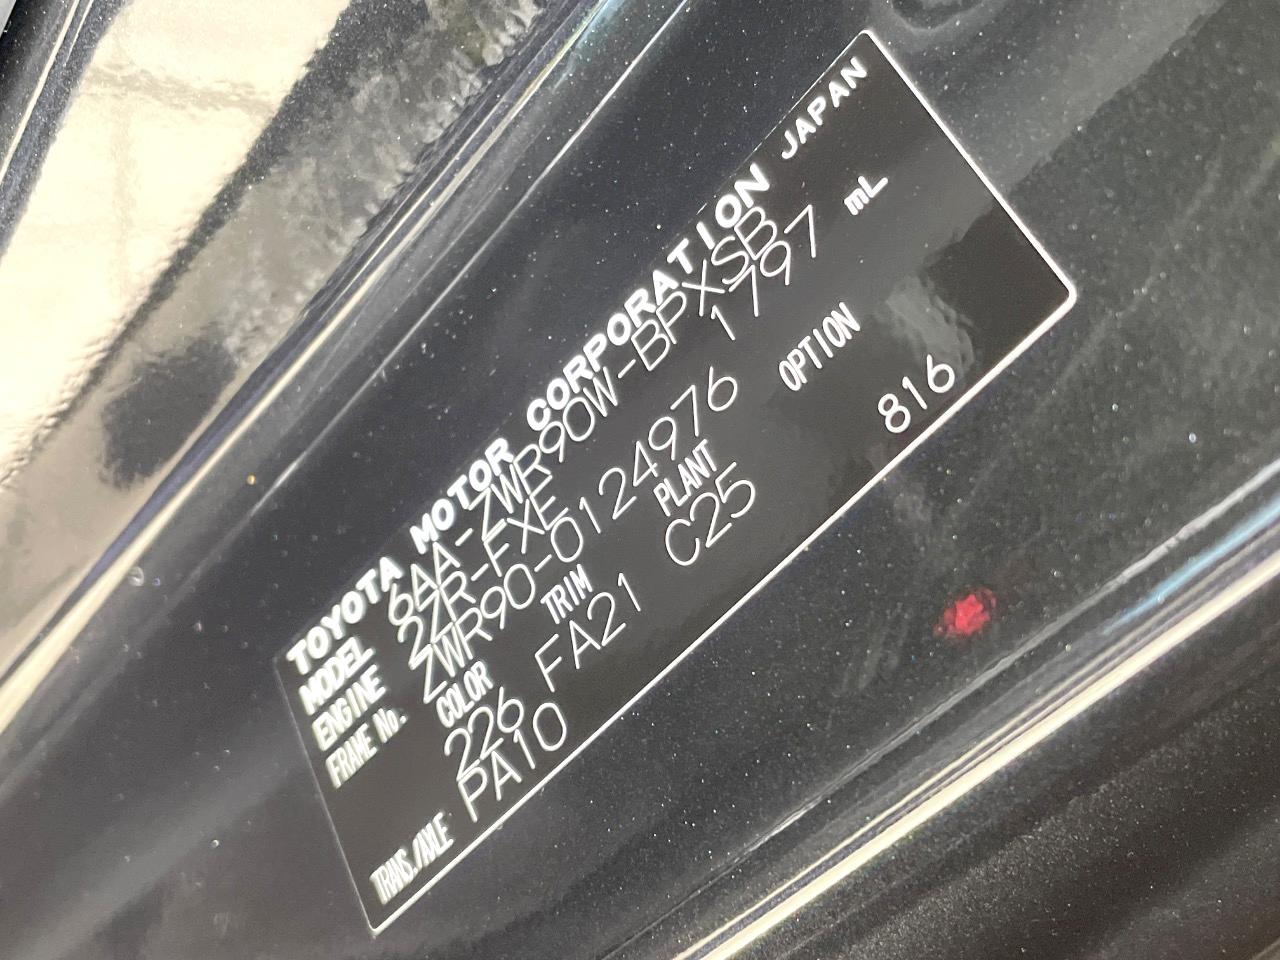 TOYOTA MOTOR CORPORATION JAPAN
MODEL 6AA-ZWR90W-BPXSB
ENGINE 2ZR-FXE 1797 mL
FRAME No. ZWR90-0124976
COLOR TRIM PLANT OPTION
226 FA21 C25 816
TRANS./AXLE PA10